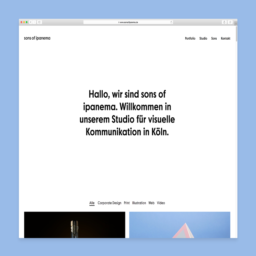 sons of ipanema
Portfolio Studio Sons Kontakt
Hallo, wir sind sons of
ipanema. Willkommen in
unserem Studio für visuelle
Kommunikation in Köln.
Alle Corporate Design Print Illustration Web Video